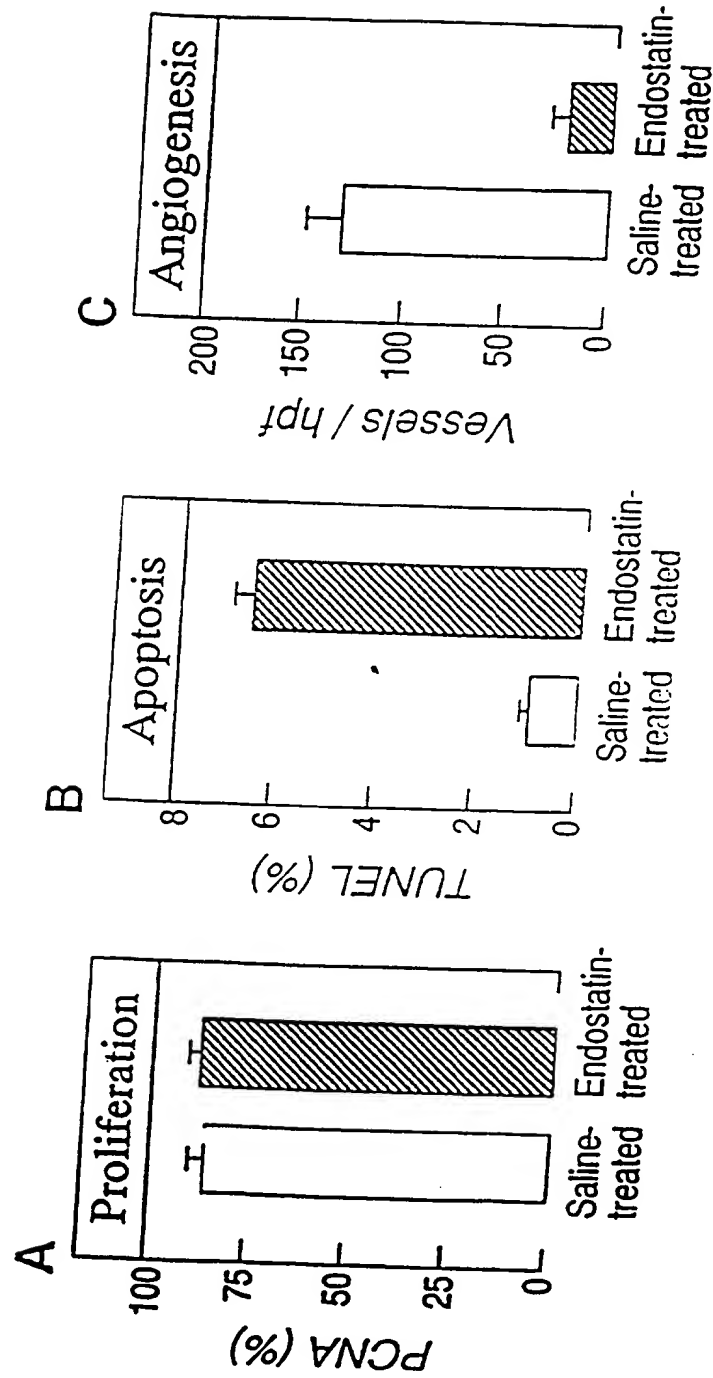 A
Proliferation
PCNA (%)
100
75
50
25
0
Saline-
treated
Endostatin-
treated
B
Apoptosis
TUNEL (%)
8
6
4
2
0
Saline-
treated
Endostatin-
treated
C
Angiogenesis
Vessels / hpf
200
150
100
50
0
Saline-
treated
Endostatin-
treated